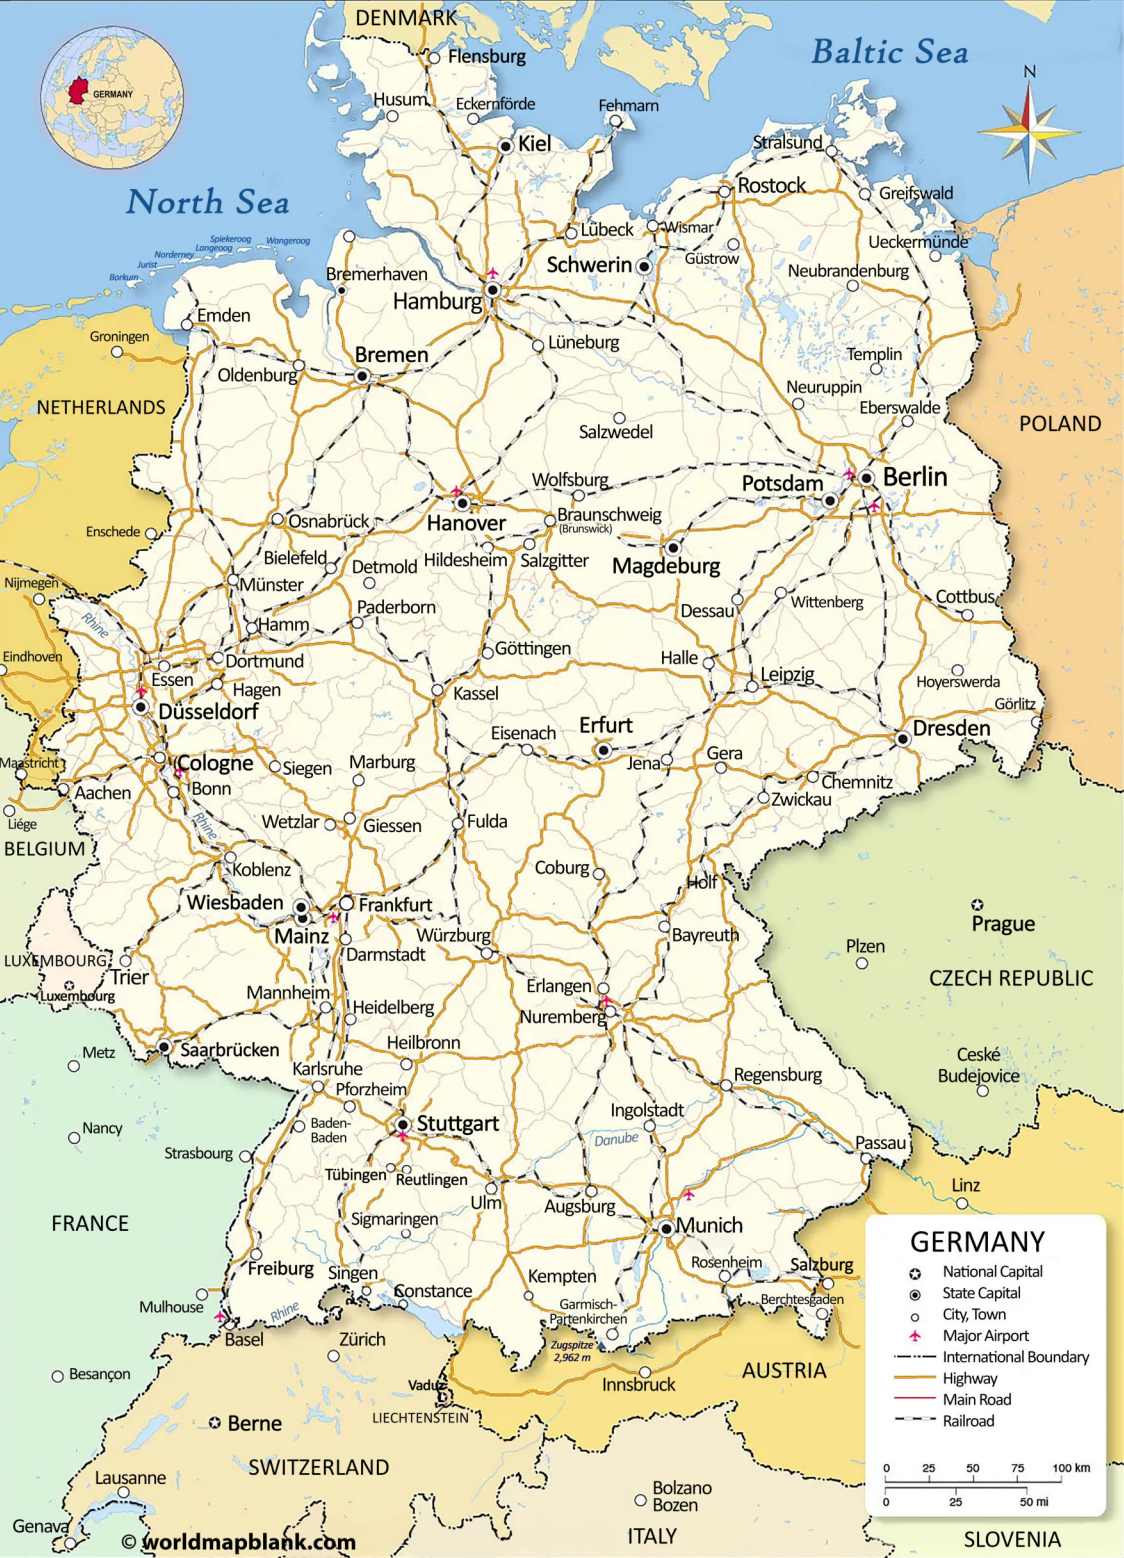 DENMARK
Baltic Sea
GERMANY
N
Flensburg
Husum
Eckernförde
Fehmarn
Kiel
Stralsund
Rostock
Greifswald
North Sea
Lübeck
Wismar
Güstrow
Ueckermünde
Spiekeroog
Wangeroog
Langeoog
Norderney
Jurist
Borkum
Bremerhaven
Schwerin
Neubrandenburg
Hamburg
Emden
Groningen
Lüneburg
Bremen
Oldenburg
Templin
Neuruppin
NETHERLANDS
Salzwedel
Eberswalde
POLAND
Wolfsburg
Potsdam
Berlin
Hanover
Braunschweig
(Brunswick)
Osnabrück
Enschede
Bielefeld
Detmold
Hildesheim
Salzgitter
Magdeburg
Nijmegen
Münster
Paderborn
Dessau
Wittenberg
Cottbus
Rhine
Hamm
Göttingen
Eindhoven
Dortmund
Halle
Leipzig
Essen
Hagen
Kassel
Hoyerswerda
Görlitz
Düsseldorf
Eisenach
Erfurt
Dresden
Maastricht
Cologne
Siegen
Marburg
Jena
Gera
Chemnitz
Aachen
Bonn
Zwickau
Liége
Rhine
Wetzlar
Giessen
Fulda
BELGIUM
Koblenz
Coburg
Holf
Wiesbaden
Frankfurt
Prague
Mainz
Würzburg
Bayreuth
Darmstadt
Plzen
LUXEMBOURG
Trier
CZECH REPUBLIC
Luxembourg
Mannheim
Heidelberg
Erlangen
Nuremberg
Metz
Saarbrücken
Heilbronn
Karlsruhe
Pforzheim
Regensburg
České
Budejovice
Nancy
Baden-
Baden
Stuttgart
Ingolstadt
Danube
Passau
Strasbourg
Tübingen
Reutlingen
Ulm
Augsburg
Linz
FRANCE
Sigmaringen
Munich
Freiburg
Singen
Constance
Kempten
Rosenheim
Salzburg
Mulhouse
Rhine
Garmisch-
Partenkirchen
Berchtesgaden
Basel
Zürich
Zugspitze
2,962 m
Besançon
Vaduz
Innsbruck
AUSTRIA
LIECHTENSTEIN
Berne
SWITZERLAND
Lausanne
Bolzano
Bozen
Genava
ITALY
SLOVENIA
GERMANY
National Capital
State Capital
City, Town
Major Airport
International Boundary
Highway
Main Road
Railroad
0 25 50 75 100 km
0 25 50 mi
© worldmapblank.com